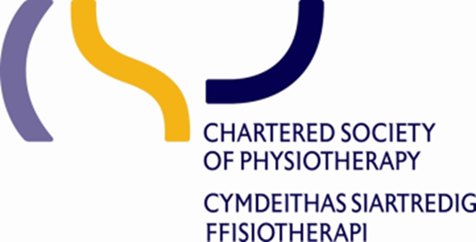 CHARTERED SOCIETY
OF PHYSIOTHERAPY
CYMDEITHAS SIARTREDIG
FFISIOTHERAPI